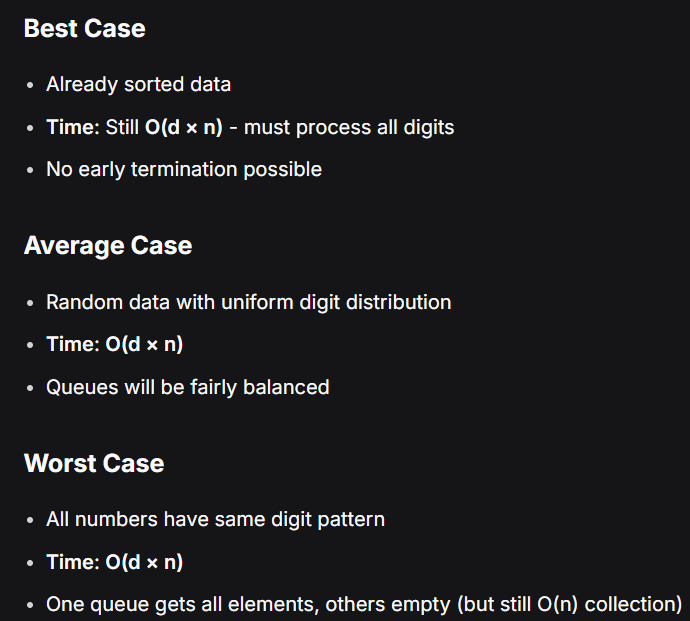 Best Case
• Already sorted data
• Time: Still O(d × n) - must process all digits
• No early termination possible
Average Case
• Random data with uniform digit distribution
• Time: O(d × n)
• Queues will be fairly balanced
Worst Case
• All numbers have same digit pattern
• Time: O(d × n)
• One queue gets all elements, others empty (but still O(n) collection)